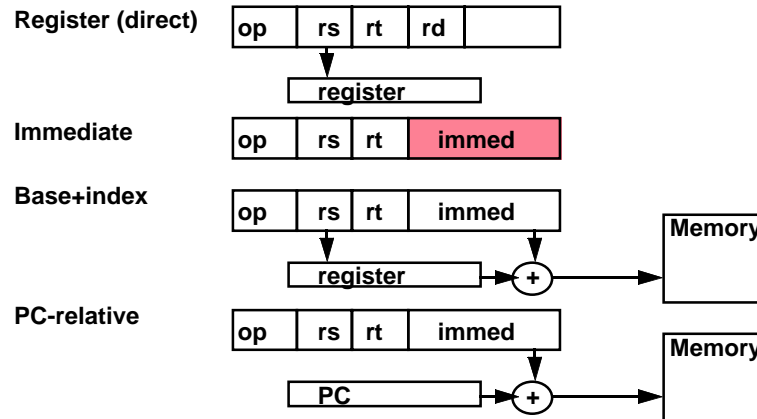 Register (direct)
op rs rt rd
register
Immediate
op rs rt immed
Base+index
op rs rt immed
Memory
register +
PC-relative
op rs rt immed
Memory
PC +